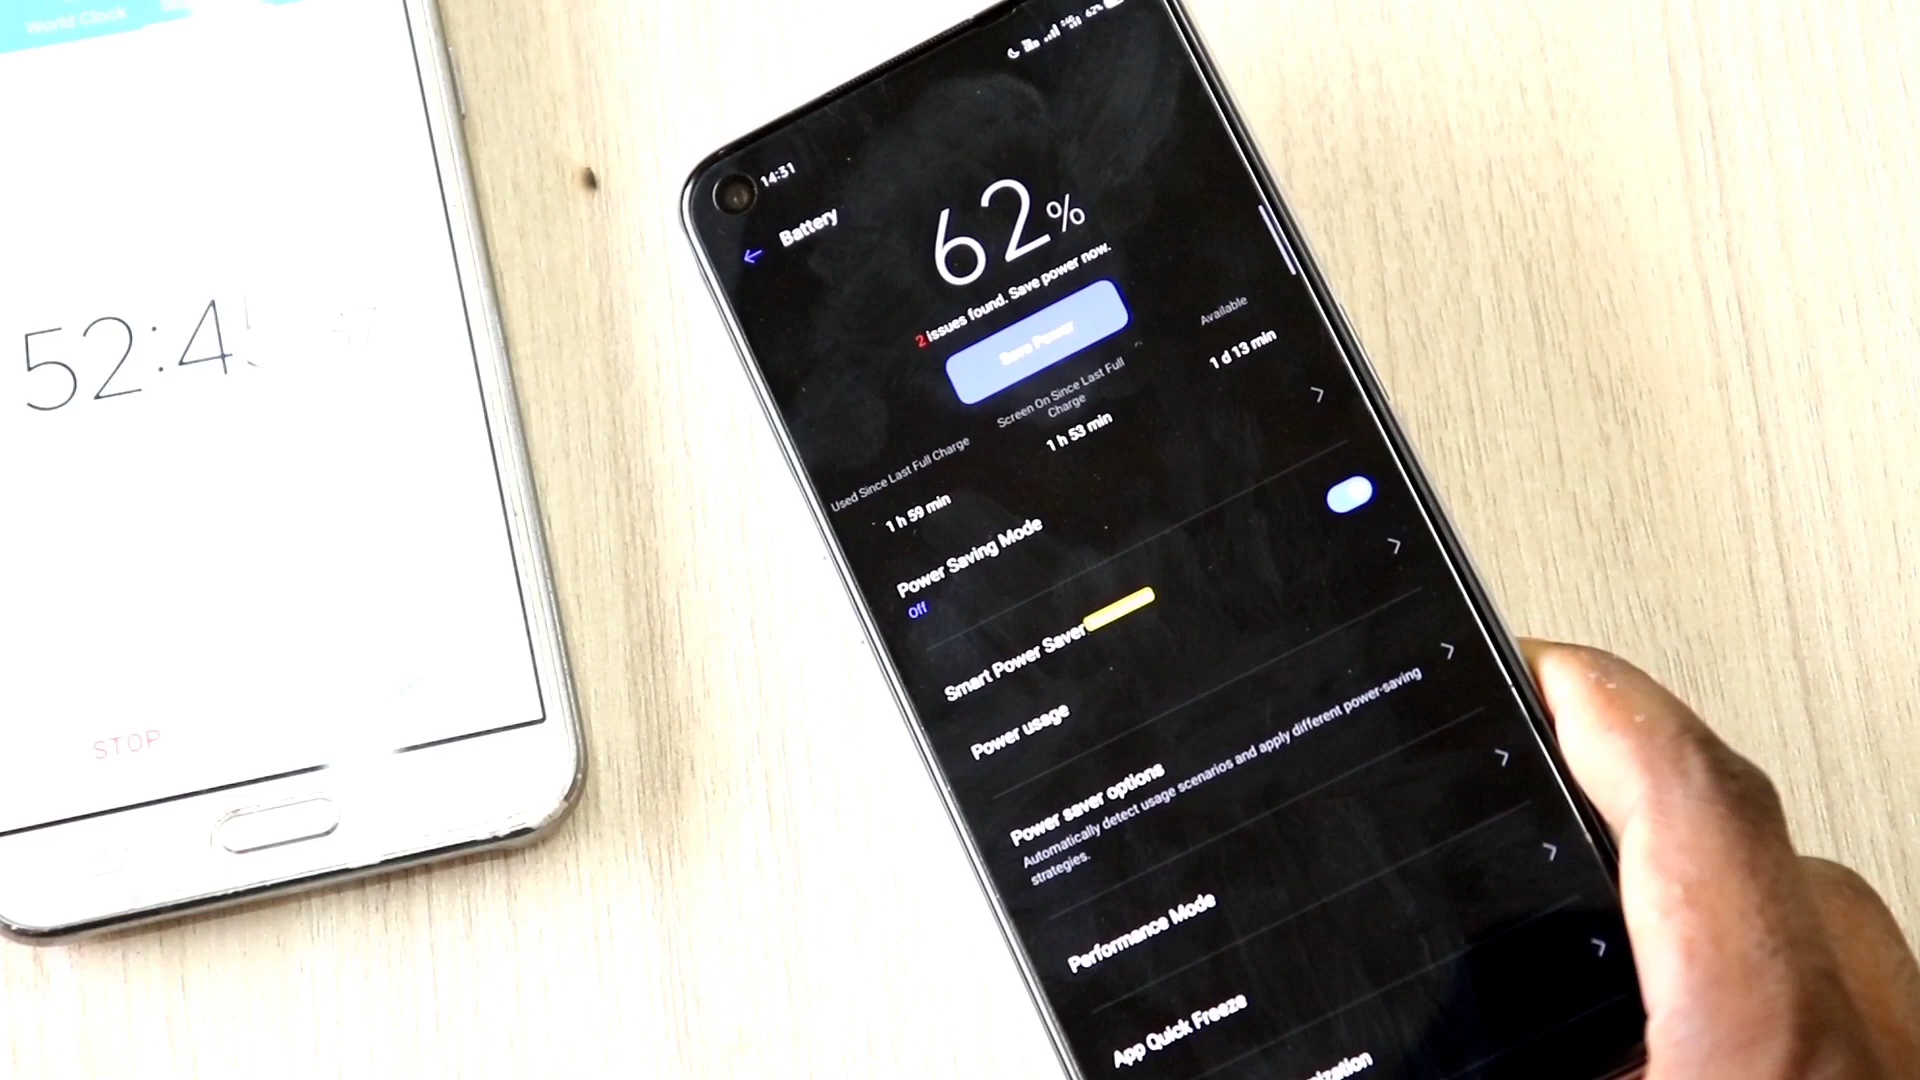 World Clock
52:4
STOP
14:31
62%
Battery
62%
2 issues found. Save power now.
Save Power
Used Since Last Full Charge
1 h 59 min
Screen On Since Last Full
Charge
1 h 53 min
Available
1 d 13 min
Power Saving Mode
Off
Smart Power Saver
Power usage
Power saver options
Automatically detect usage scenarios and apply different power-saving
strategies.
Performance Mode
App Quick Freeze